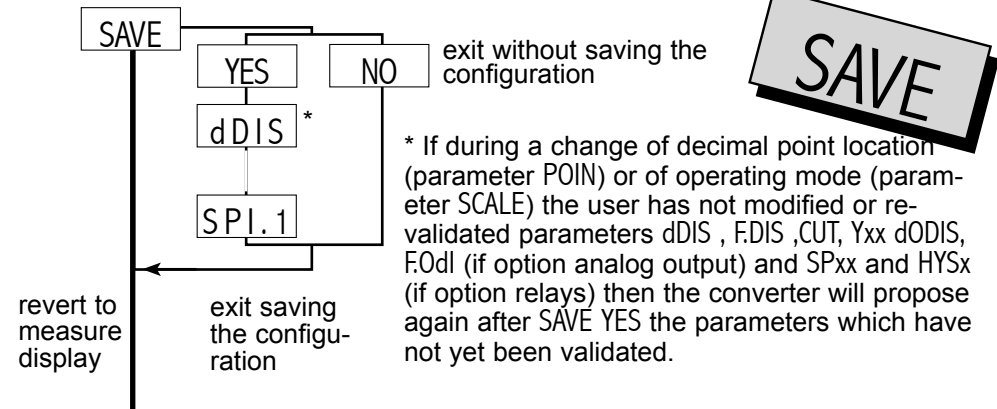 SAVE
YES
NO
exit without saving the
configuration
SAVE
dDIS *
SPI.1
* If during a change of decimal point location
(parameter POIN) or of operating mode (param-
eter SCALE) the user has not modified or re-
validated parameters dDIS , F.DIS ,CUT, Yxx dODIS,
F.OdI (if option analog output) and SPxx and HYSx
(if option relays) then the converter will propose
again after SAVE YES the parameters which have
not yet been validated.
revert to
measure
display
exit saving
the configu-
ration